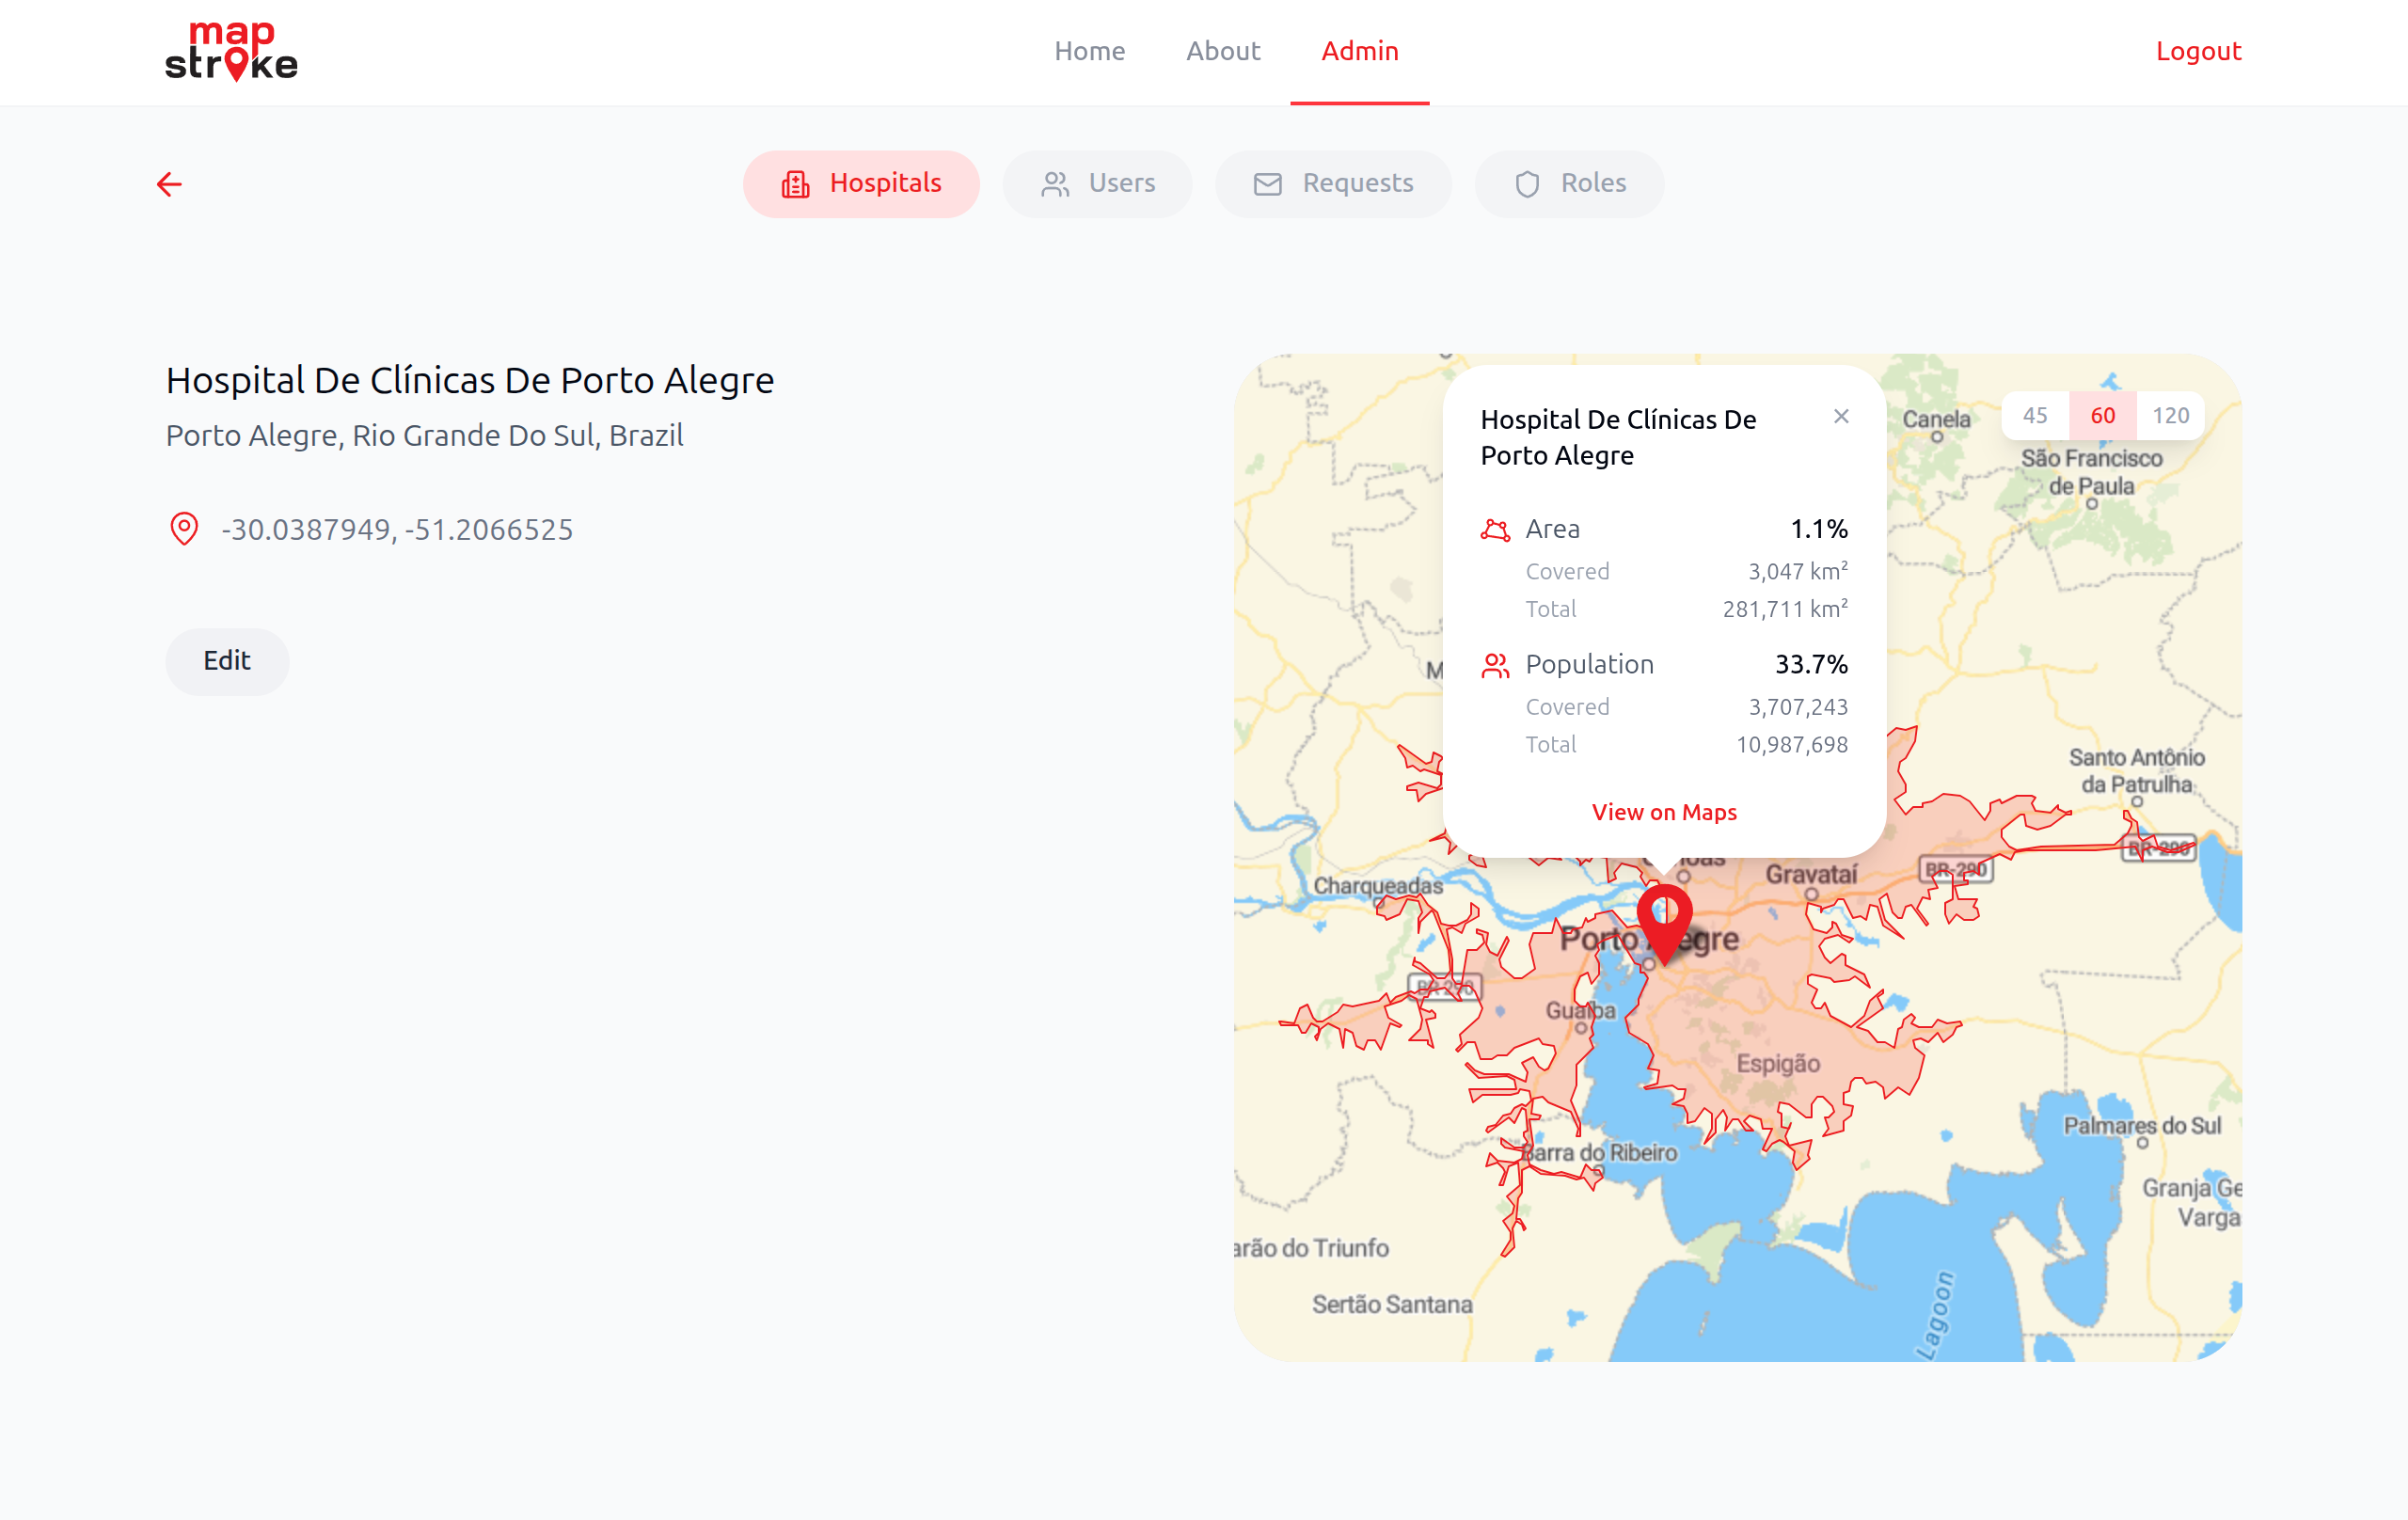 map
stroke
Home
About
Admin
Logout
Hospitals
Users
Requests
Roles
Hospital De Clínicas De Porto Alegre
Porto Alegre, Rio Grande Do Sul, Brazil
-30.0387949, -51.2066525
Edit
Hospital De Clínicas De
Porto Alegre
Area 1.1%
Covered 3,047 km²
Total 281,711 km²
Population 33.7%
Covered 3,707,243
Total 10,987,698
View on Maps
45 60 120
Canela
São Francisco
de Paula
Santo Antônio
da Patrulha
BR-290
BR-290
Gravataí
Charqueadas
Porto Alegre
BR-290
Guaíba
Espigão
Barra do Ribeiro
Palmares do Sul
Granja Ge
Varga
arão do Triunfo
Sertão Santana
Lagoon